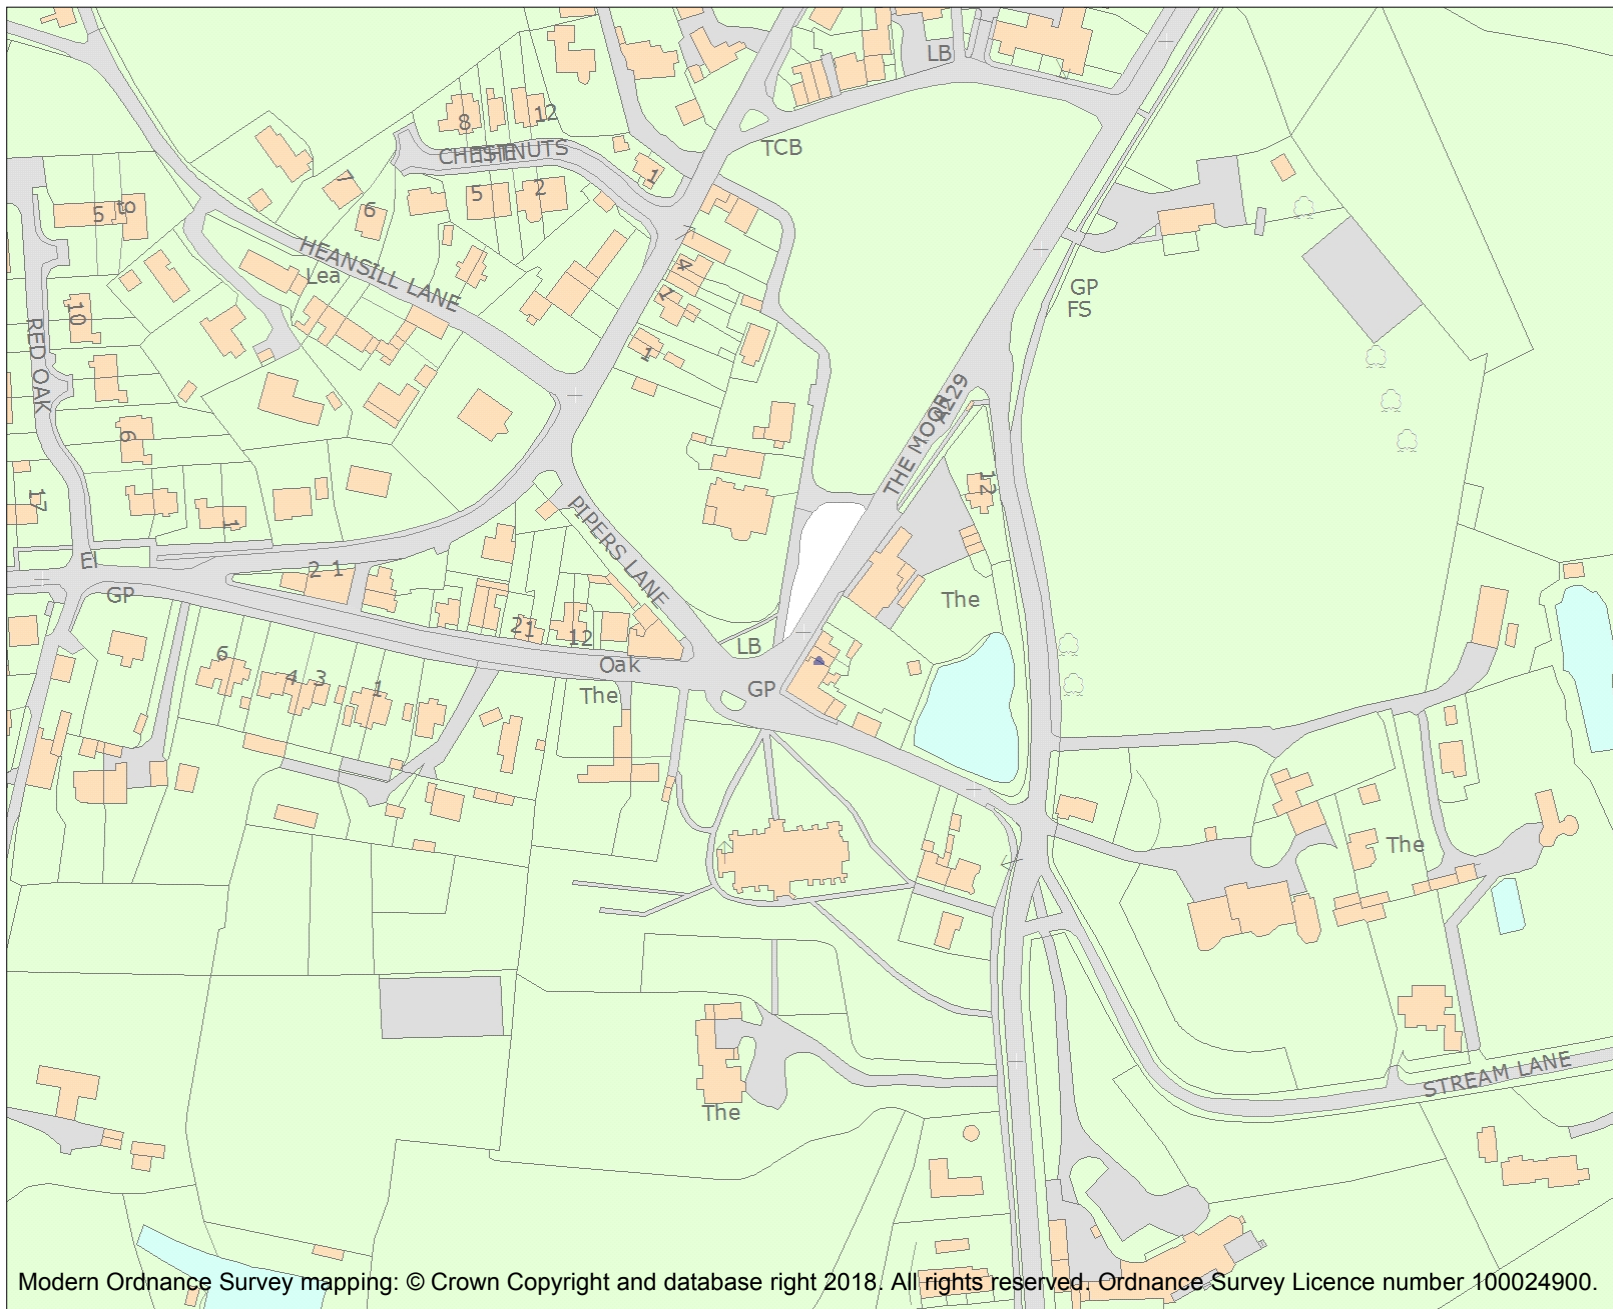 LB
8
12
THE CHESTNUTS
TCB
1
7
5
2
5 to
6
HEANSILL LANE
Lea
4
1
GP
FS
10
RED OAK
1
THE MOOR
A229
6
12
17
1
PIPERS LANE
El
2 1
GP
The
21
12
LB
6
Oak
4 3
1
The
GP
The
STREAM LANE
The
Modern Ordnance Survey mapping: © Crown Copyright and database right 2018. All rights reserved. Ordnance Survey Licence number 100024900.